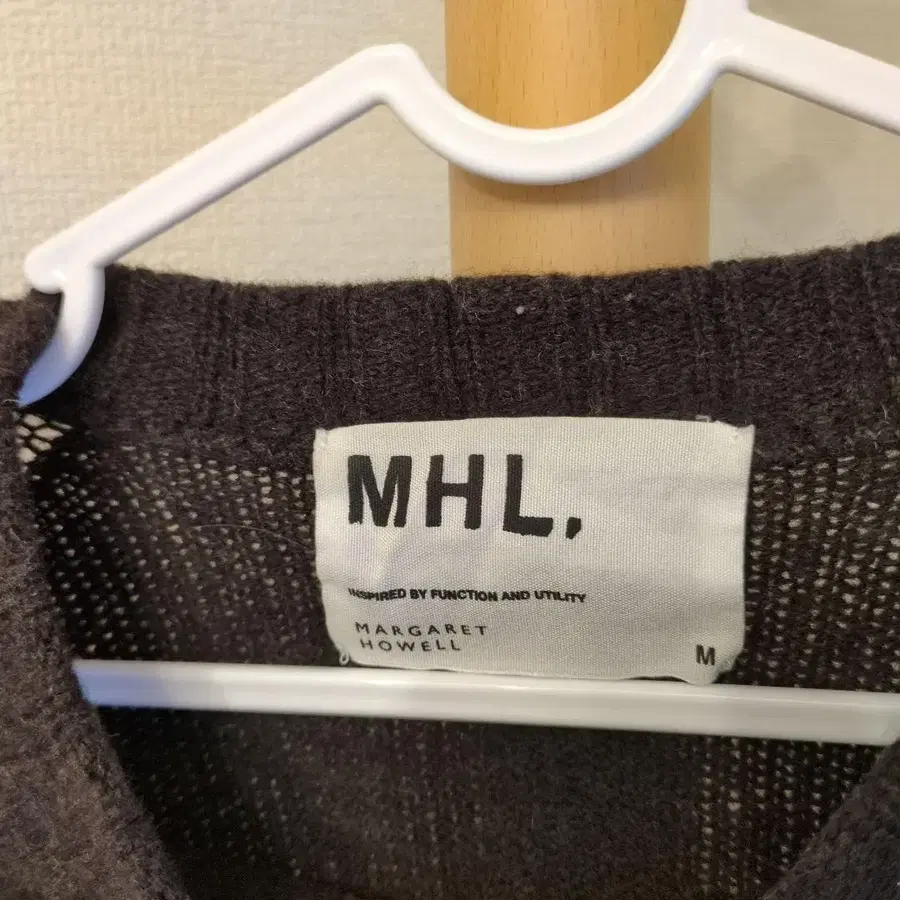 MHL.
INSPIRED BY FUNCTION AND UTILITY
MARGARET
HOWELL
M